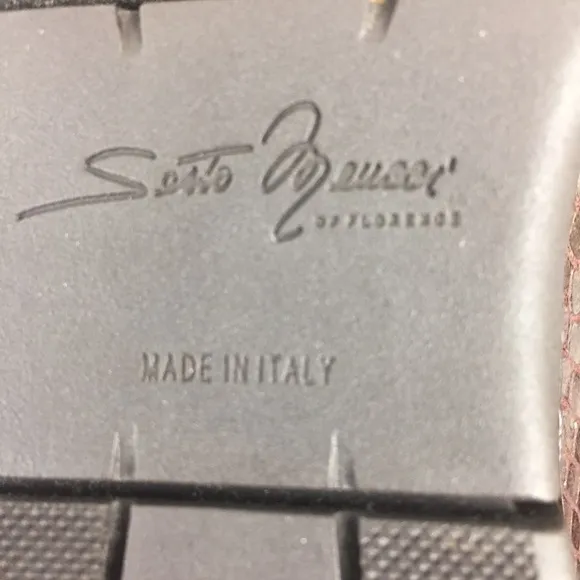 Sesto Meucci
OF FLORENCE
MADE IN ITALY